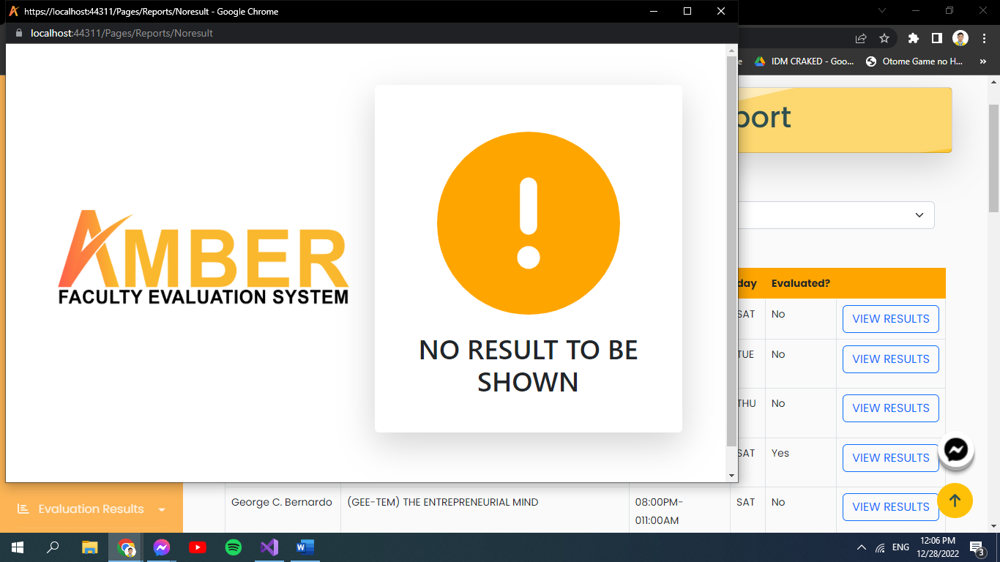 https://localhost:44311/Pages/Reports/Noresult - Google Chrome
localhost:44311/Pages/Reports/Noresult
IDM CRAKED - Goo...
Otome Game no H...
»
port
AMBER
FACULTY EVALUATION SYSTEM
NO RESULT TO BE
SHOWN
day Evaluated?
SAT No VIEW RESULTS
TUE No VIEW RESULTS
THU No VIEW RESULTS
SAT Yes VIEW RESULTS
Evaluation Results
George C. Bernardo (GEE-TEM) THE ENTREPRENEURIAL MIND 08:00PM- SAT No VIEW RESULTS
011:00AM
ENG
12:06 PM
12/28/2022
3